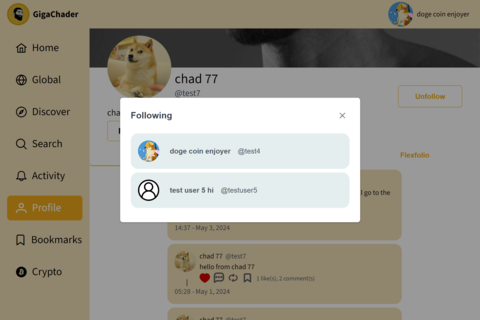 GigaChader
doge coin enjoyer
Home
Global
Discover
Search
Activity
Profile
Bookmarks
Crypto
chad 77
@test7
Unfollow
cha
Following
doge coin enjoyer @test4
test user 5 hi @testuser5
Flexfolio
I go to the
14:37 - May 3, 2024
chad 77 @test7
hello from chad 77
1 like(s), 2 comment(s)
05:26 - May 1, 2024
chad 77 @test7